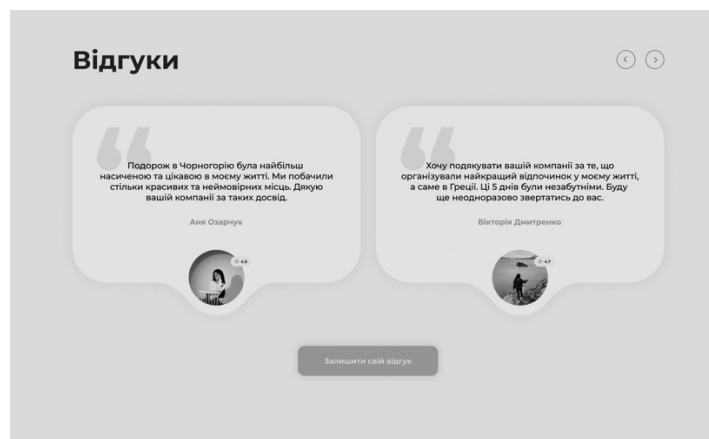 Відгуки
Подорож в Чорногорію була найбільш
насиченою та цікавою в моєму житті. Ми побачили
стільки красивих та неймовірних місць. Дякую
вашій компанії за таких досвід.
Аня Озарчук
4.9
Хочу подякувати вашій компанії за те, що
організували найкращий відпочинок у моєму житті,
а саме в Греції. Ці 5 днів були незабутніми. Буду
ще неодноразово звертатись до вас.
Вікторія Дмитренко
4.7
Залишити свій відгук